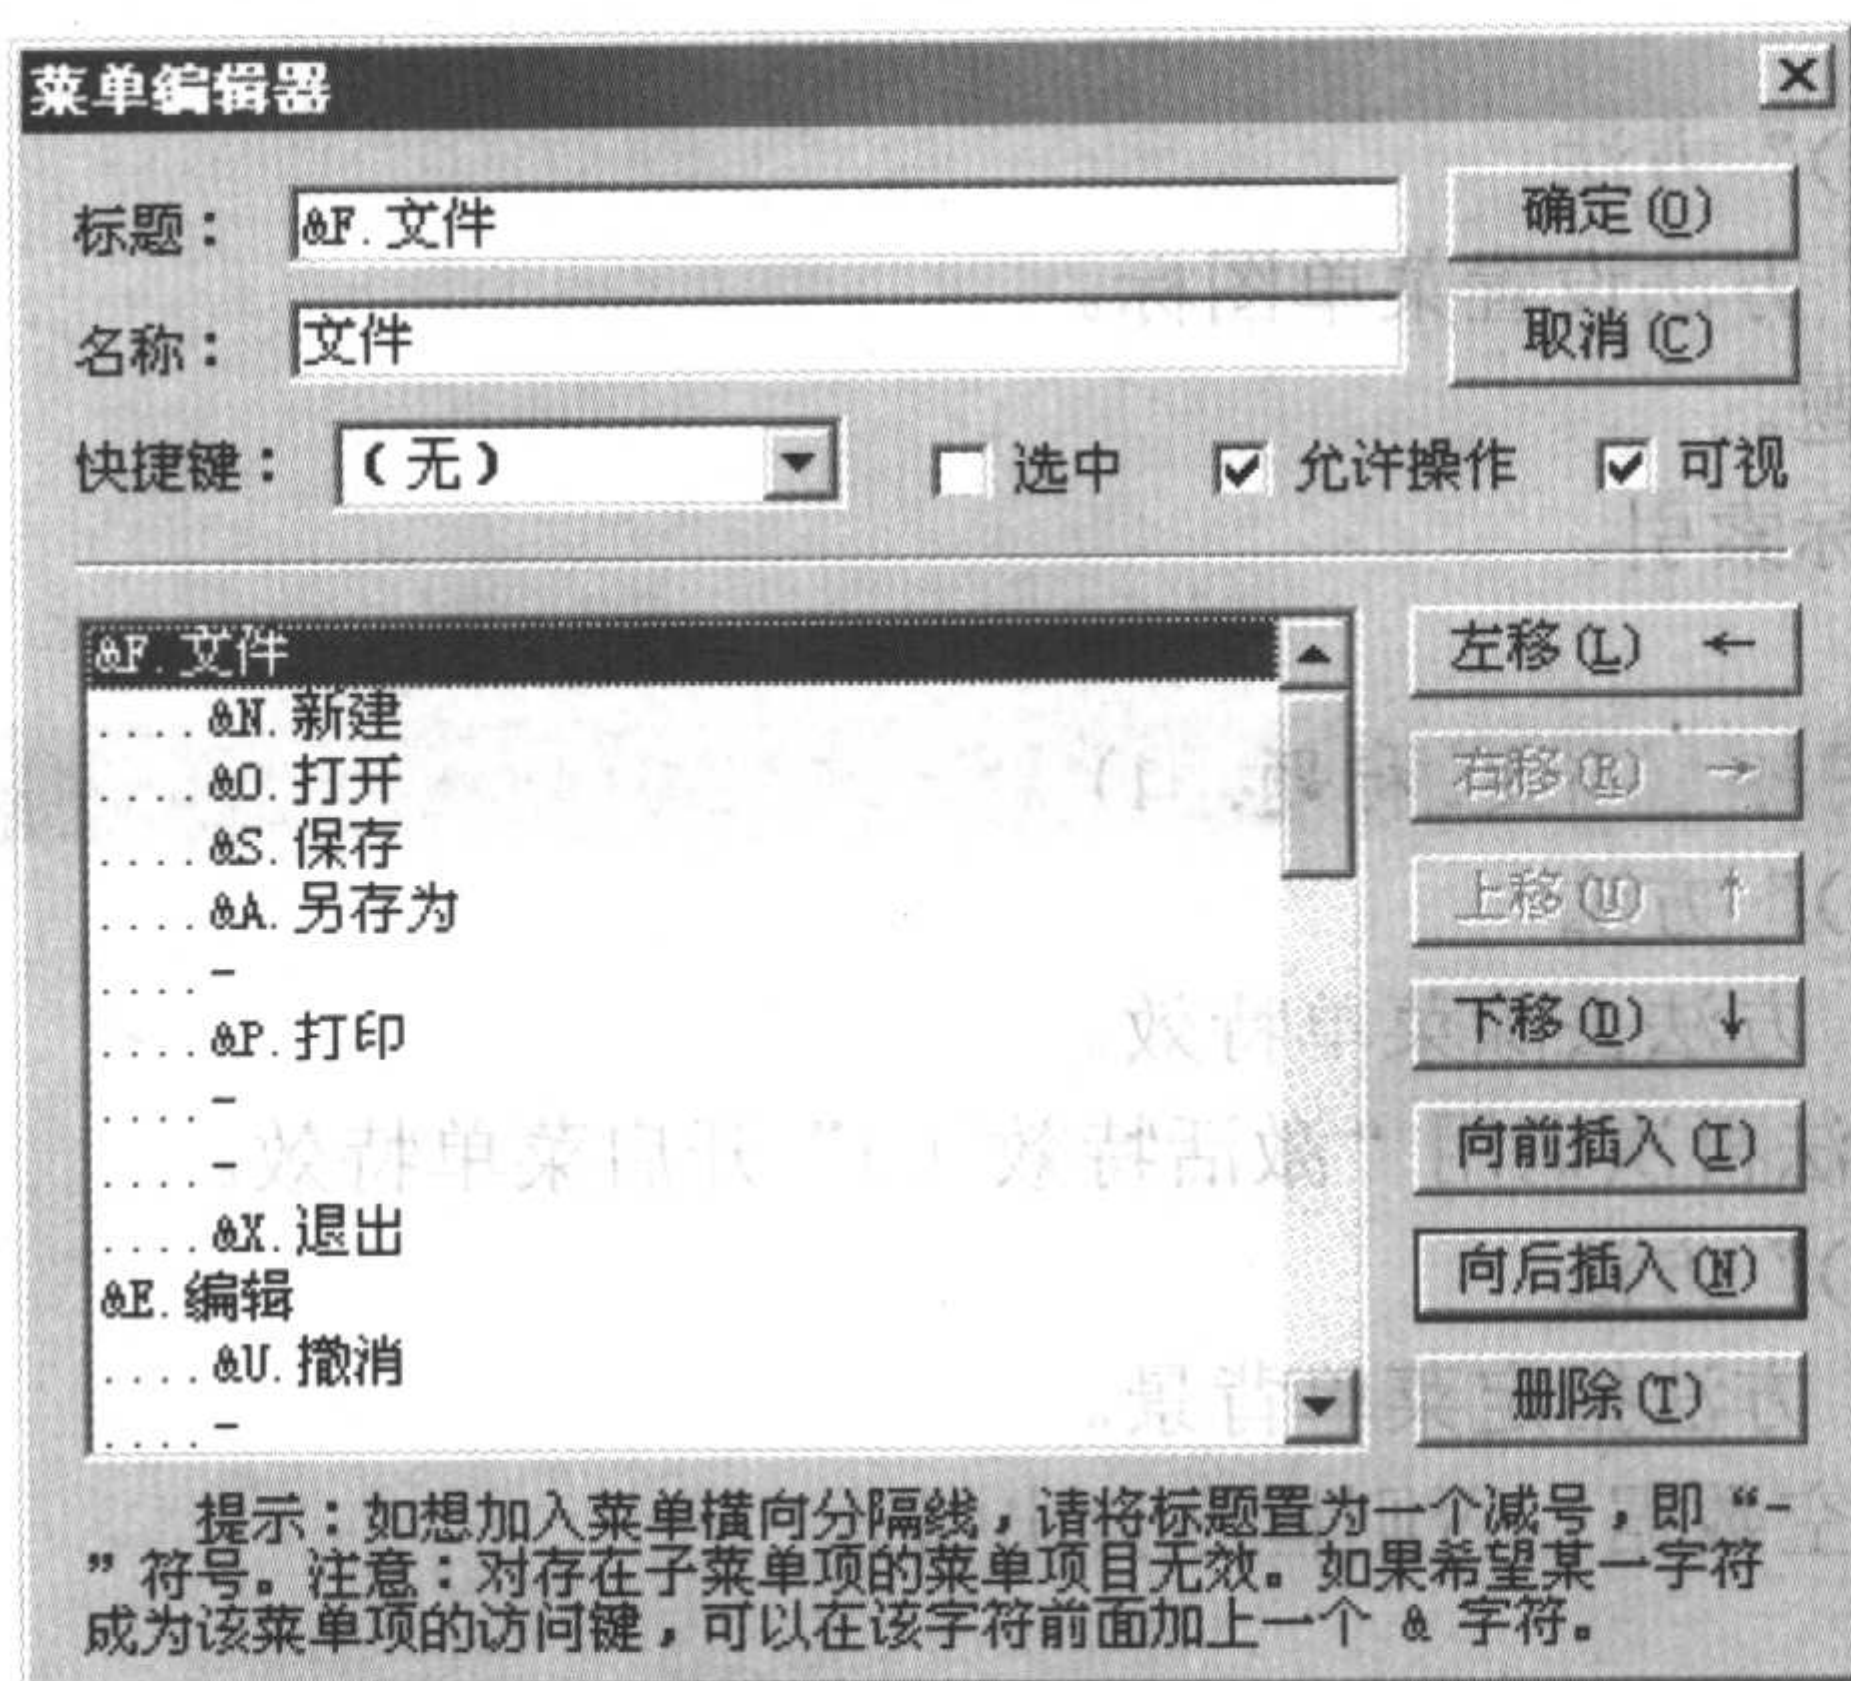 菜单编辑器
标题： &F.文件 确定(O)
名称： 文件 取消(C)
快捷键： (无) 选中 允许操作 可视
&F.文件 左移(L) ←
....&N.新建
....&O.打开 右移(R) →
....&S.保存
....&A.另存为 上移(U) ↑
....-
....&P.打印 下移(D) ↓
....-
....- 向前插入(I)
....&X.退出
&E.编辑 向后插入(N)
....&U.撤消
....- 删除(T)
提示：如想加入菜单横向分隔线，请将标题置为一个减号，即“-
”符号。注意：对存在子菜单项的菜单项目无效。如果希望某一字符
成为该菜单项的访问键，可以在该字符前面加上一个 & 字符。